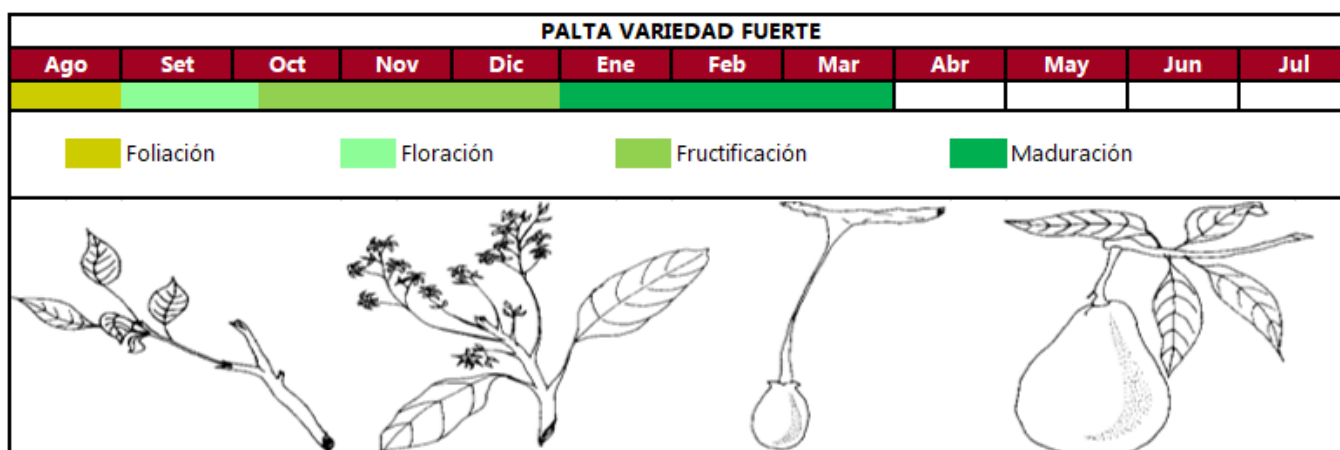 PALTA VARIEDAD FUERTE
Ago Set Oct Nov Dic Ene Feb Mar Abr May Jun Jul
Foliación Floración Fructificación Maduración